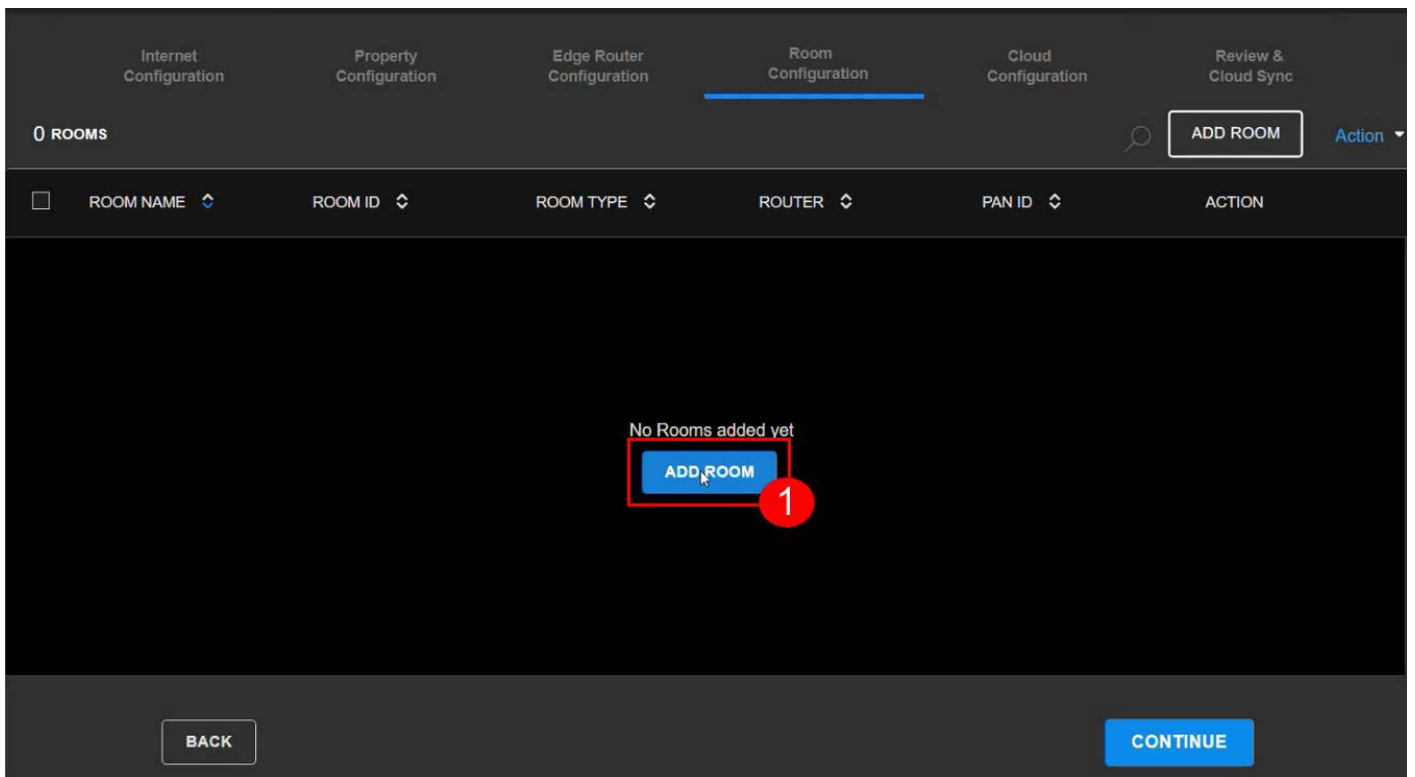 Internet Configuration
Property Configuration
Edge Router Configuration
Room Configuration
Cloud Configuration
Review & Cloud Sync
0 ROOMS
ADD ROOM
Action
ROOM NAME
ROOM ID
ROOM TYPE
ROUTER
PAN ID
ACTION
No Rooms added yet
ADD ROOM
1
BACK
CONTINUE